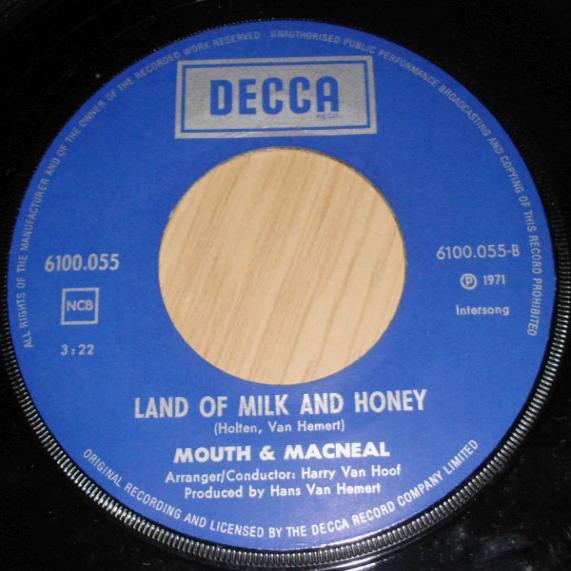 ALL RIGHTS OF THE MANUFACTURER AND OF THE OWNER OF THE RECORDED WORK RESERVED · UNAUTHORISED PUBLIC PERFORMANCE BROADCASTING AND COPYING OF THIS RECORD PROHIBITED
DECCA
REGD.
6100.055
6100.055-B
NCB
Ⓟ 1971
3:22
Intersong
LAND OF MILK AND HONEY
(Holten, Van Hemert)
MOUTH & MACNEAL
Arranger/Conductor: Harry Van Hoof
Produced by Hans Van Hemert
ORIGINAL RECORDING AND LICENSED BY THE DECCA RECORD COMPANY LIMITED